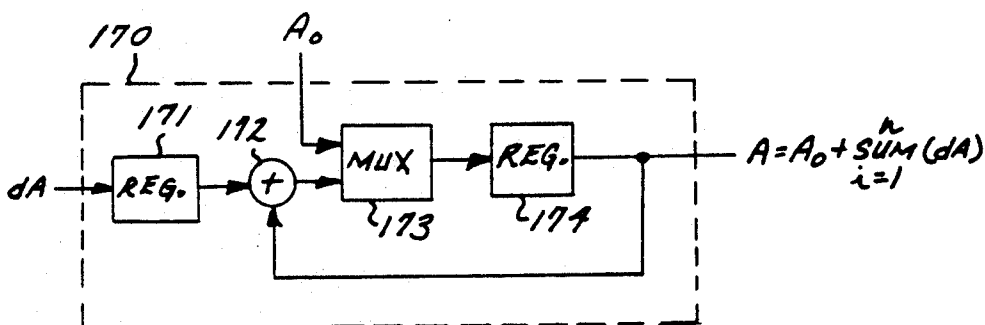 170
A₀
171
172
dA
REG.
+
MUX
REG.
A=A₀+SUM(dA)
n
i=1
173
174